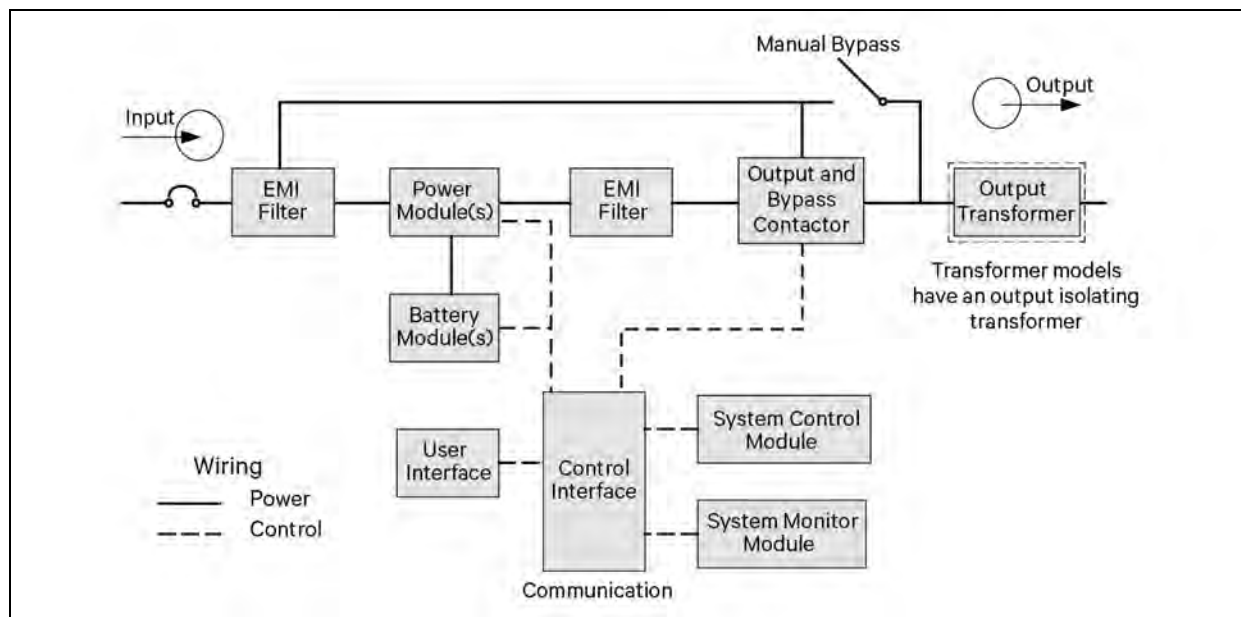 Manual Bypass
Input
Output
EMI
Filter
Power
Module(s)
EMI
Filter
Output and
Bypass
Contactor
Output
Transformer
Transformer models
have an output isolating
transformer
Battery
Module(s)
User
Interface
Control
Interface
System Control
Module
System Monitor
Module
Wiring
Power
Control
Communication